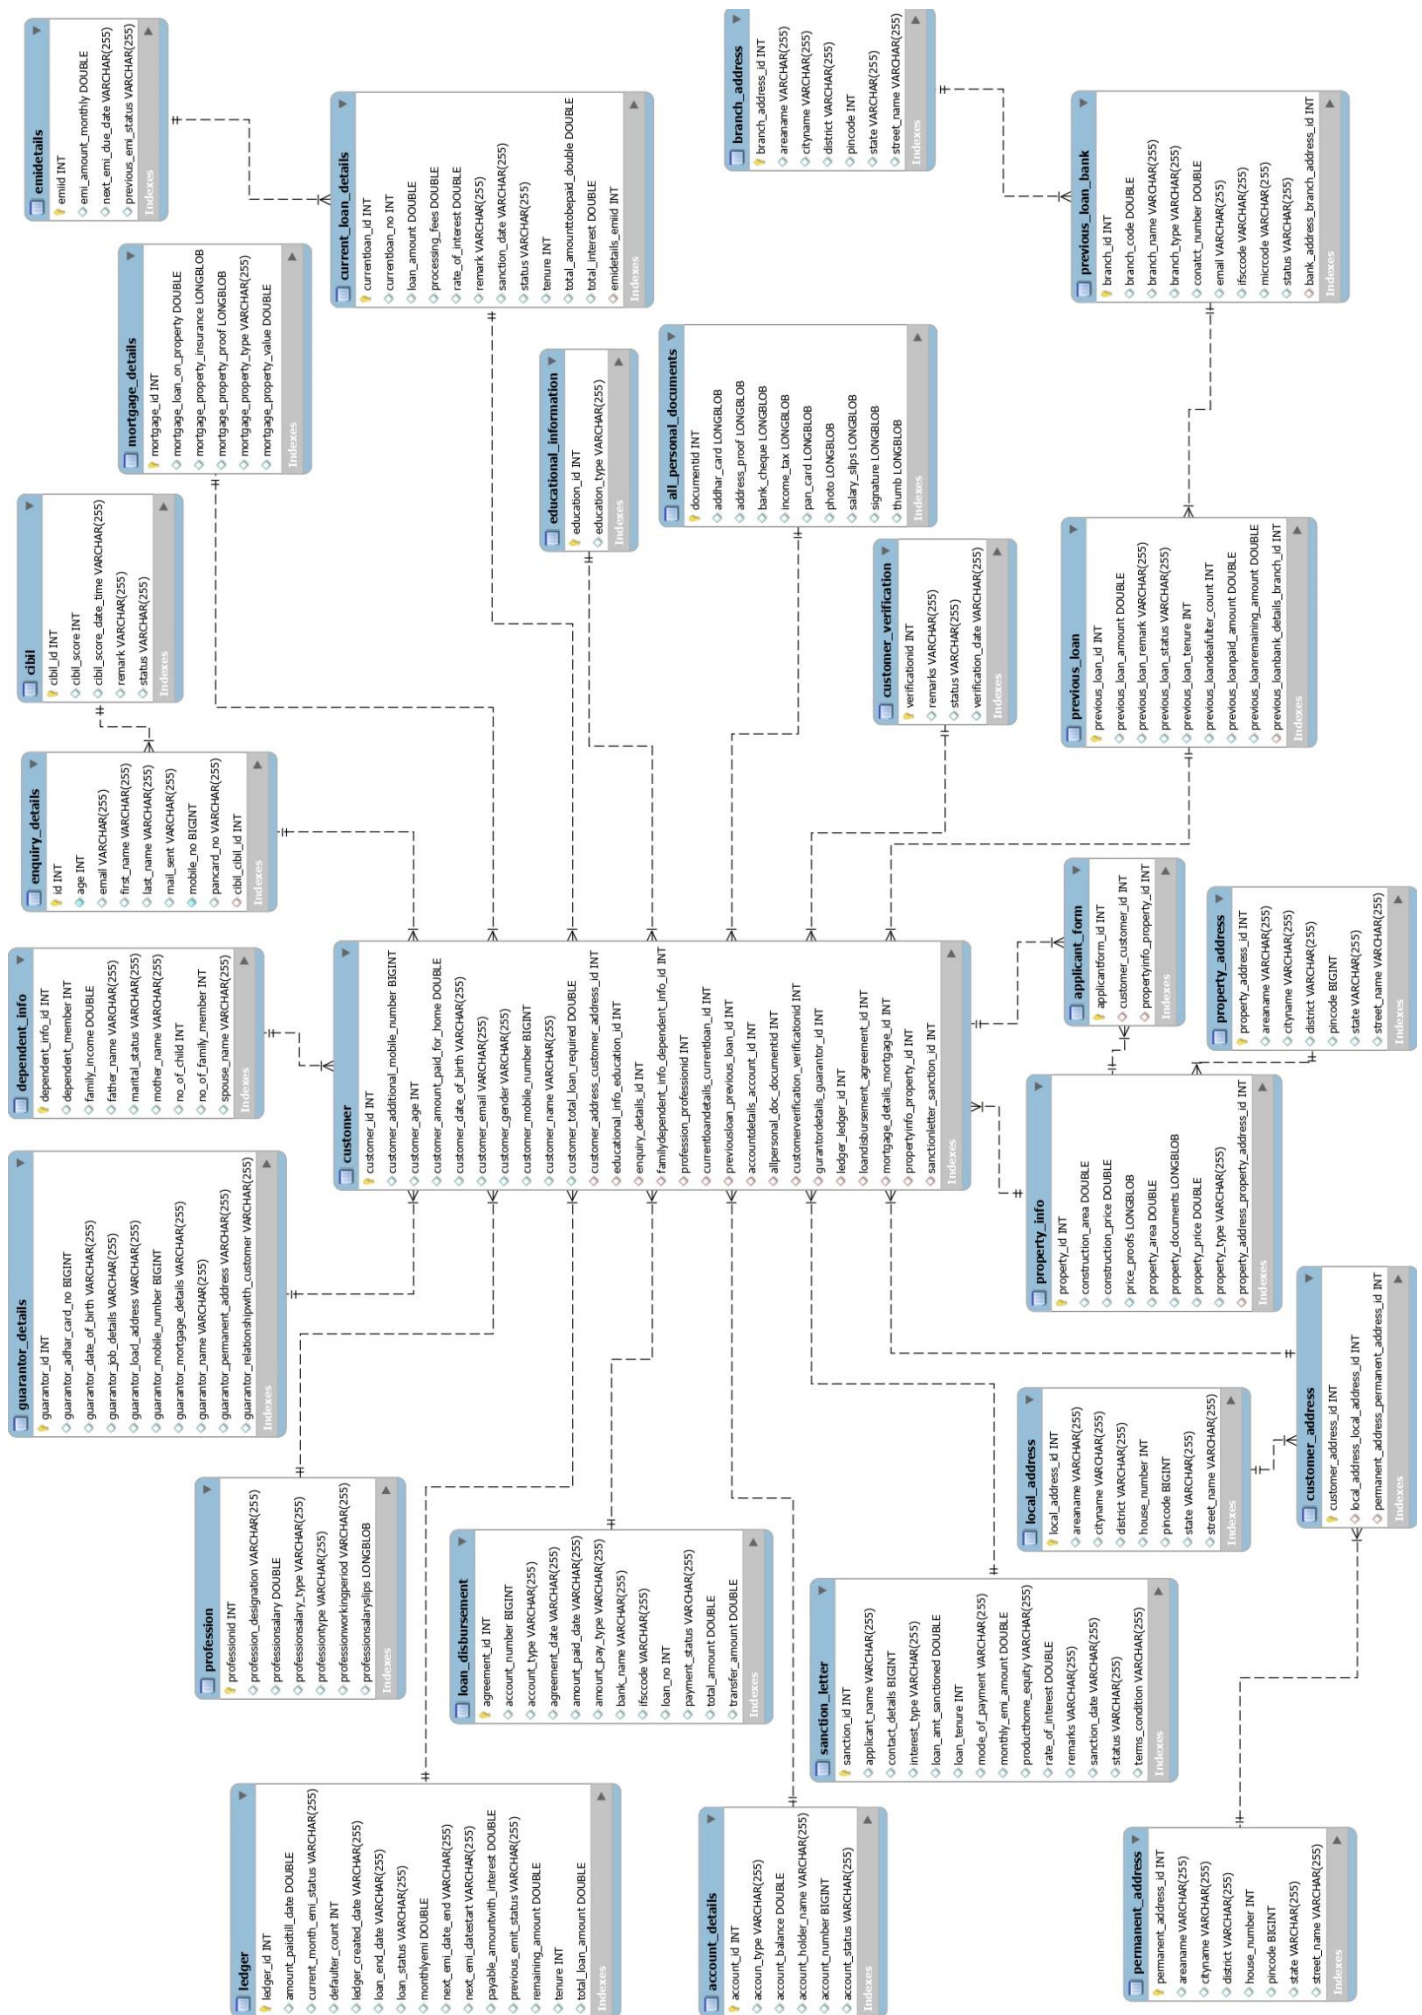 ledger
ledger_id INT
amount_paidtill_date DOUBLE
current_month_emi_status VARCHAR(255)
defaulter_count INT
ledger_created_date VARCHAR(255)
loan_end_date VARCHAR(255)
loan_status VARCHAR(255)
monthlyemi DOUBLE
next_emi_date_end VARCHAR(255)
next_emi_datestart VARCHAR(255)
payable_amountwith_interest DOUBLE
previous_emit_status VARCHAR(255)
remaining_amount DOUBLE
tenure INT
total_loan_amount DOUBLE
Indexes
profession
professionid INT
profession_designation VARCHAR(255)
professionsalary DOUBLE
professionsalary_type VARCHAR(255)
professiontype VARCHAR(255)
professionworkingperiod VARCHAR(255)
professionsalaryslips LONGBLOB
Indexes
guarantor_details
guarantor_id INT
guarantor_adhar_card_no BIGINT
guarantor_date_of_birth VARCHAR(255)
guarantor_job_details VARCHAR(255)
guarantor_load_address VARCHAR(255)
guarantor_mobile_number BIGINT
guarantor_mortgage_details VARCHAR(255)
guarantor_name VARCHAR(255)
guarantor_permanent_address VARCHAR(255)
guarantor_relationshipwith_customer VARCHAR(255)
Indexes
dependent_info
dependent_info_id INT
dependent_member INT
family_income DOUBLE
father_name VARCHAR(255)
marital_status VARCHAR(255)
mother_name VARCHAR(255)
no_of_child INT
no_of_family_member INT
spouse_name VARCHAR(255)
Indexes
enquiry_details
id INT
age INT
email VARCHAR(255)
first_name VARCHAR(255)
last_name VARCHAR(255)
mail_sent VARCHAR(255)
mobile_no BIGINT
pancard_no VARCHAR(255)
cibil_cibil_id INT
Indexes
cibil
cibil_id INT
cibil_score INT
cibil_score_date_time VARCHAR(255)
remark VARCHAR(255)
status VARCHAR(255)
Indexes
mortgage_details
mortgage_id INT
mortgage_loan_on_property DOUBLE
mortgage_property_insurance LONGBLOB
mortgage_property_proof LONGBLOB
mortgage_property_type VARCHAR(255)
mortgage_property_value DOUBLE
Indexes
emidetails
emiid INT
emi_amount_monthly DOUBLE
next_emi_due_date VARCHAR(255)
previous_emi_status VARCHAR(255)
Indexes
current_loan_details
currentloan_id INT
currentloan_no INT
loan_amount DOUBLE
processing_fees DOUBLE
rate_of_interest DOUBLE
remark VARCHAR(255)
sanction_date VARCHAR(255)
status VARCHAR(255)
tenure INT
total_amounttobepaid_double DOUBLE
total_interest DOUBLE
emidetails_emiid INT
Indexes
loan_disbursement
agreement_id INT
account_number BIGINT
account_type VARCHAR(255)
agreement_date VARCHAR(255)
amount_paid_date VARCHAR(255)
amount_pay_type VARCHAR(255)
bank_name VARCHAR(255)
ifsccode VARCHAR(255)
loan_no INT
payment_status VARCHAR(255)
total_amount DOUBLE
transfer_amount DOUBLE
Indexes
customer
customer_id INT
customer_additional_mobile_number BIGINT
customer_age INT
customer_amount_paid_for_home DOUBLE
customer_date_of_birth VARCHAR(255)
customer_email VARCHAR(255)
customer_gender VARCHAR(255)
customer_mobile_number BIGINT
customer_name VARCHAR(255)
customer_total_loan_required DOUBLE
customer_address_customer_address_id INT
educational_info_education_id INT
enquiry_details_id INT
familydependent_info_dependent_info_id INT
profession_professionid INT
currentloandetails_currentloan_id INT
previousloan_previous_loan_id INT
accountdetails_account_id INT
allpersonal_doc_documentid INT
customerverification_verificationid INT
gurantordetails_guarantor_id INT
ledger_ledger_id INT
loandisbursement_agreement_id INT
mortgage_details_mortgage_id INT
propertyinfo_property_id INT
sanctionletter_sanction_id INT
Indexes
educational_information
education_id INT
education_type VARCHAR(255)
Indexes
all_personal_documents
documentid INT
addhar_card LONGBLOB
address_proof LONGBLOB
bank_cheque LONGBLOB
income_tax LONGBLOB
pan_card LONGBLOB
photo LONGBLOB
salary_slips LONGBLOB
signature LONGBLOB
thumb LONGBLOB
Indexes
branch_address
branch_address_id INT
areaname VARCHAR(255)
cityname VARCHAR(255)
district VARCHAR(255)
pincode INT
state VARCHAR(255)
street_name VARCHAR(255)
Indexes
account_details
account_id INT
accoun_type VARCHAR(255)
account_balance DOUBLE
account_holder_name VARCHAR(255)
account_number BIGINT
account_status VARCHAR(255)
Indexes
sanction_letter
sanction_id INT
applicant_name VARCHAR(255)
contact_details BIGINT
interest_type VARCHAR(255)
loan_amt_sanctioned DOUBLE
loan_tenure INT
mode_of_payment VARCHAR(255)
monthly_emi_amount DOUBLE
producthome_equity VARCHAR(255)
rate_of_interest DOUBLE
remarks VARCHAR(255)
sanction_date VARCHAR(255)
status VARCHAR(255)
terms_condition VARCHAR(255)
Indexes
customer_verification
verificationid INT
remarks VARCHAR(255)
status VARCHAR(255)
verification_date VARCHAR(255)
Indexes
local_address
local_address_id INT
areaname VARCHAR(255)
cityname VARCHAR(255)
district VARCHAR(255)
house_number INT
pincode BIGINT
state VARCHAR(255)
street_name VARCHAR(255)
Indexes
property_info
property_id INT
construction_area DOUBLE
construction_price DOUBLE
price_proofs LONGBLOB
property_area DOUBLE
property_documents LONGBLOB
property_price DOUBLE
property_type VARCHAR(255)
property_address_property_address_id INT
Indexes
applicant_form
applicantform_id INT
customer_customer_id INT
propertyinfo_property_id INT
Indexes
previous_loan
previous_loan_id INT
previous_loan_amount DOUBLE
previous_loan_remark VARCHAR(255)
previous_loan_status VARCHAR(255)
previous_loan_tenure INT
previous_loandeafulter_count INT
previous_loanpaid_amount DOUBLE
previous_loanremaining_amount DOUBLE
previous_loanbank_details_branch_id INT
Indexes
previous_loan_bank
branch_id INT
branch_code DOUBLE
branch_name VARCHAR(255)
branch_type VARCHAR(255)
conatct_number DOUBLE
email VARCHAR(255)
ifsccode VARCHAR(255)
micrcode VARCHAR(255)
status VARCHAR(255)
bank_address_branch_address_id INT
Indexes
permanent_address
permanent_address_id INT
areaname VARCHAR(255)
cityname VARCHAR(255)
district VARCHAR(255)
house_number INT
pincode BIGINT
state VARCHAR(255)
street_name VARCHAR(255)
Indexes
customer_address
customer_address_id INT
local_address_local_address_id INT
permanent_address_permanent_address_id INT
Indexes
property_address
property_address_id INT
areaname VARCHAR(255)
cityname VARCHAR(255)
district VARCHAR(255)
pincode BIGINT
state VARCHAR(255)
street_name VARCHAR(255)
Indexes